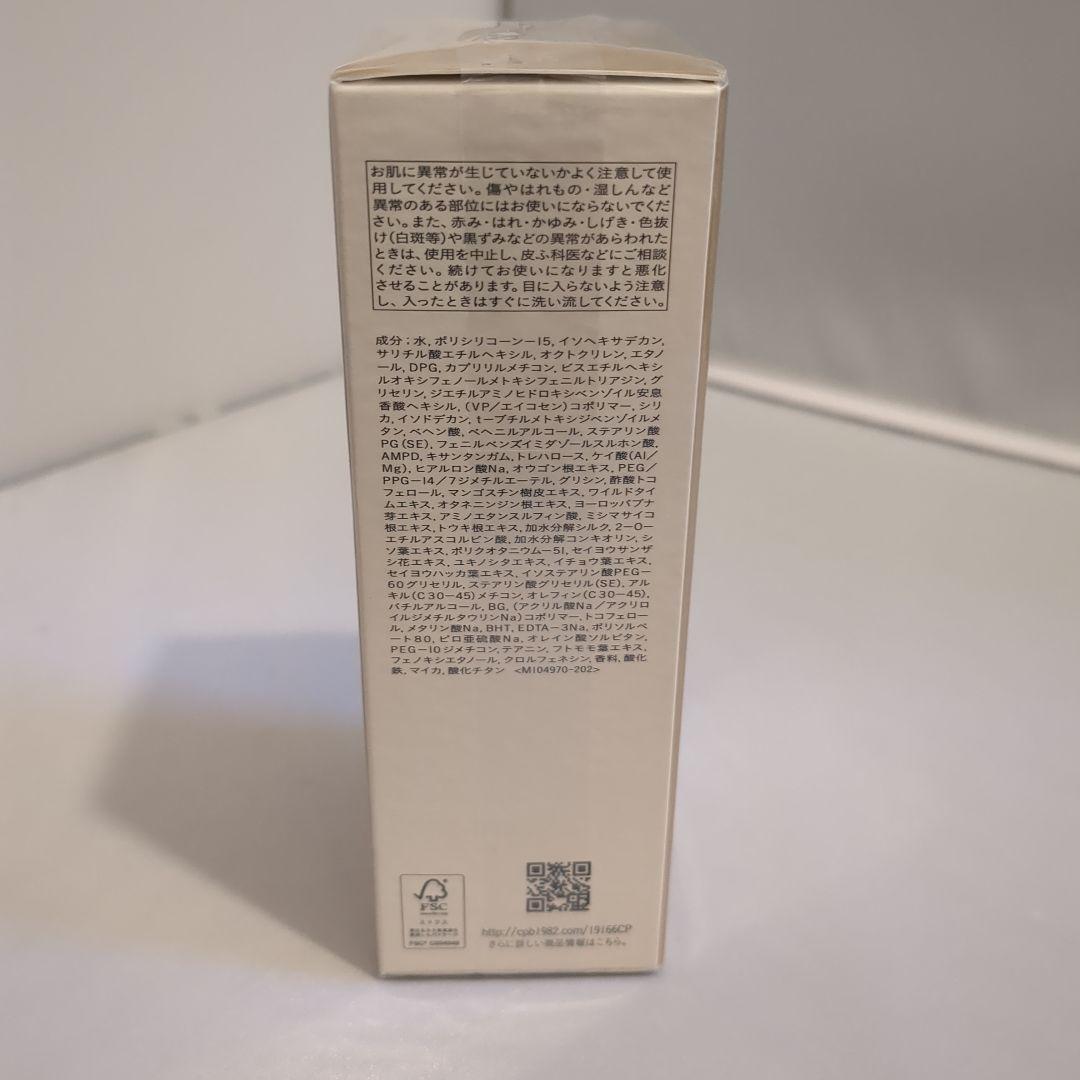 お肌に異常が生じていないかよく注意して使
用してください。傷やはれもの・湿しんなど
異常のある部位にはお使いにならないでくだ
さい。また、赤み・はれ・かゆみ・しげき・色抜
け(白斑等)や黒ずみなどの異常があらわれた
ときは、使用を中止し、皮ふ科医などにご相談
ください。続けてお使いになりますと悪化
させることがあります。目に入らないよう注意
し、入ったときはすぐに洗い流してください。
成分；水，ポリシリコーン－15，イソヘキサデカン，
サリチル酸エチルヘキシル，オクトクリレン，エタノ
ール，DPG，カプリリルメチコン，ビスエチルヘキシ
ルオキシフェノールメトキシフェニルトリアジン，グ
リセリン，ジエチルアミノヒドロキシベンゾイル安息
香酸ヘキシル，(VP／エイコセン)コポリマー，シリ
カ，イソドデカン，t－ブチルメトキシジベンゾイルメ
タン，ベヘン酸，ベヘニルアルコール，ステアリン酸
PG(SE)，フェニルベンズイミダゾールスルホン酸，
AMPD，キサンタンガム，トレハロース，ケイ酸(Al／
Mg)，ヒアルロン酸Na，オウゴン根エキス，PEG／
PPG－14／7ジメチルエーテル，グリシン，酢酸トコ
フェロール，マンゴスチン樹皮エキス，ワイルドタイ
ムエキス，オタネニンジン根エキス，ヨーロッパブナ
芽エキス，アミノエタンスルフィン酸，ミシマサイコ
根エキス，トウキ根エキス，加水分解シルク，2－O－
エチルアスコルビン酸，加水分解コンキオリン，シ
ソ葉エキス，ポリクオタニウム－51，セイヨウサンザ
シ花エキス，ユキノシタエキス，イチョウ葉エキス，
セイヨウハッカ葉エキス，イソステアリン酸PEG－
60グリセリル，ステアリン酸グリセリル(SE)，アル
キル(C30－45)メチコン，オレフィン(C30－45)，
バチルアルコール，BG，(アクリル酸Na／アクリロ
イルジメチルタウリンNa)コポリマー，トコフェロ
ール，メタリン酸Na，BHT，EDTA－3Na，ポリソルベ
ート80，ピロ亜硫酸Na，オレイン酸ソルビタン，
PEG－10ジメチコン，テアニン，フトモモ葉エキス，
フェノキシエタノール，クロルフェネシン，香料，酸化
鉄，マイカ，酸化チタン <M104970-202>
FSC
ミックス
http://cpb1982.com/19166CP
さらに詳しい商品情報はこちら。